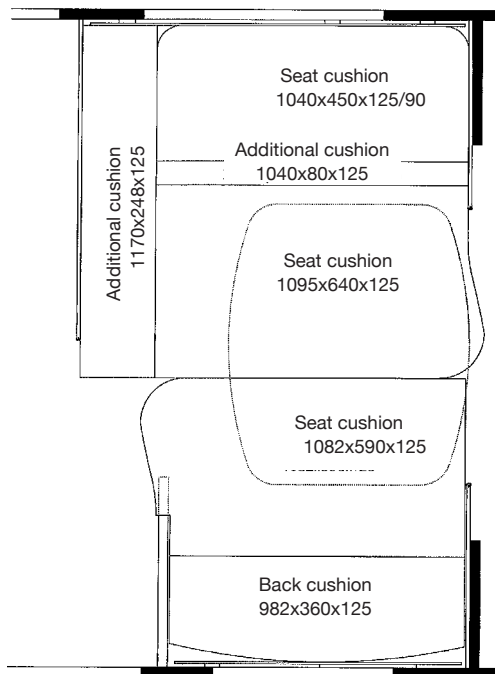 Seat cushion
1040x450x125/90
Additional cushion
1040x80x125
Additional cushion
1170x248x125
Seat cushion
1095x640x125
Seat cushion
1082x590x125
Back cushion
982x360x125